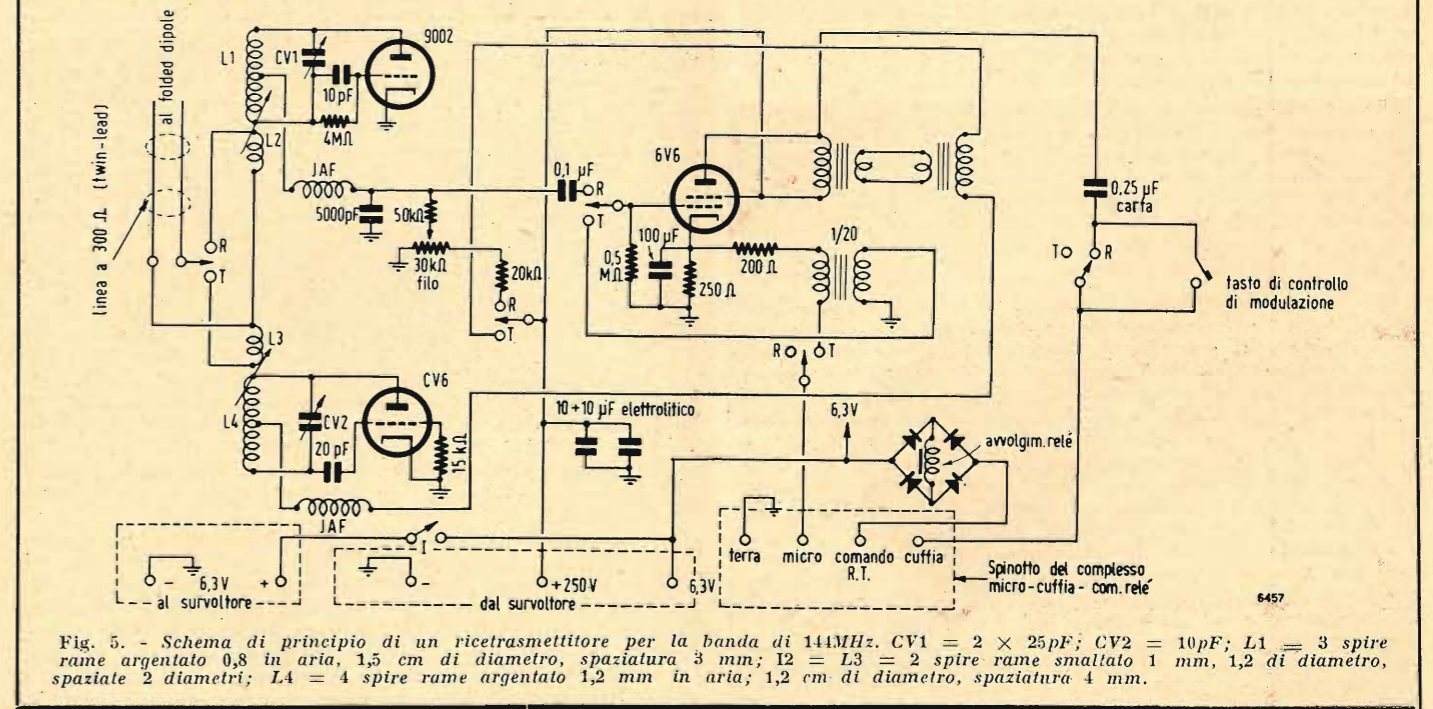 linea a 300 Ω (twin-lead)
al folded dipole
L1
CV1
9002
10pF
4MΩ
L2
JAF
5000pF
50kΩ
30kΩ
filo
20kΩ
R
T
R
T
0,1 µF
R
T
6V6
100 µF
0,5
MΩ
250 Ω
200 Ω
1/20
R
T
0,25 µF
carta
T
R
tasto di controllo
di modulazione
L3
L4
CV2
CV6
20 pF
15 kΩ
JAF
10+10 µF elettrolitico
6,3V
avvolgim. relé
I
- 6,3V +
al survoltore
-
+250V
6,3V
dal survoltore
terra
micro
comando
R.T.
cuffia
Spinotto del complesso
micro-cuffia-com. relé
6457
Fig. 5. - Schema di principio di un ricetrasmettitore per la banda di 144MHz. CV1 = 2 × 25pF; CV2 = 10pF; L1 = 3 spire
rame argentato 0,8 in aria, 1,5 cm di diametro, spaziatura 3 mm; I2 = L3 = 2 spire rame smaltato 1 mm, 1,2 di diametro,
spaziate 2 diametri; L4 = 4 spire rame argentato 1,2 mm in aria; 1,2 cm di diametro, spaziatura 4 mm.